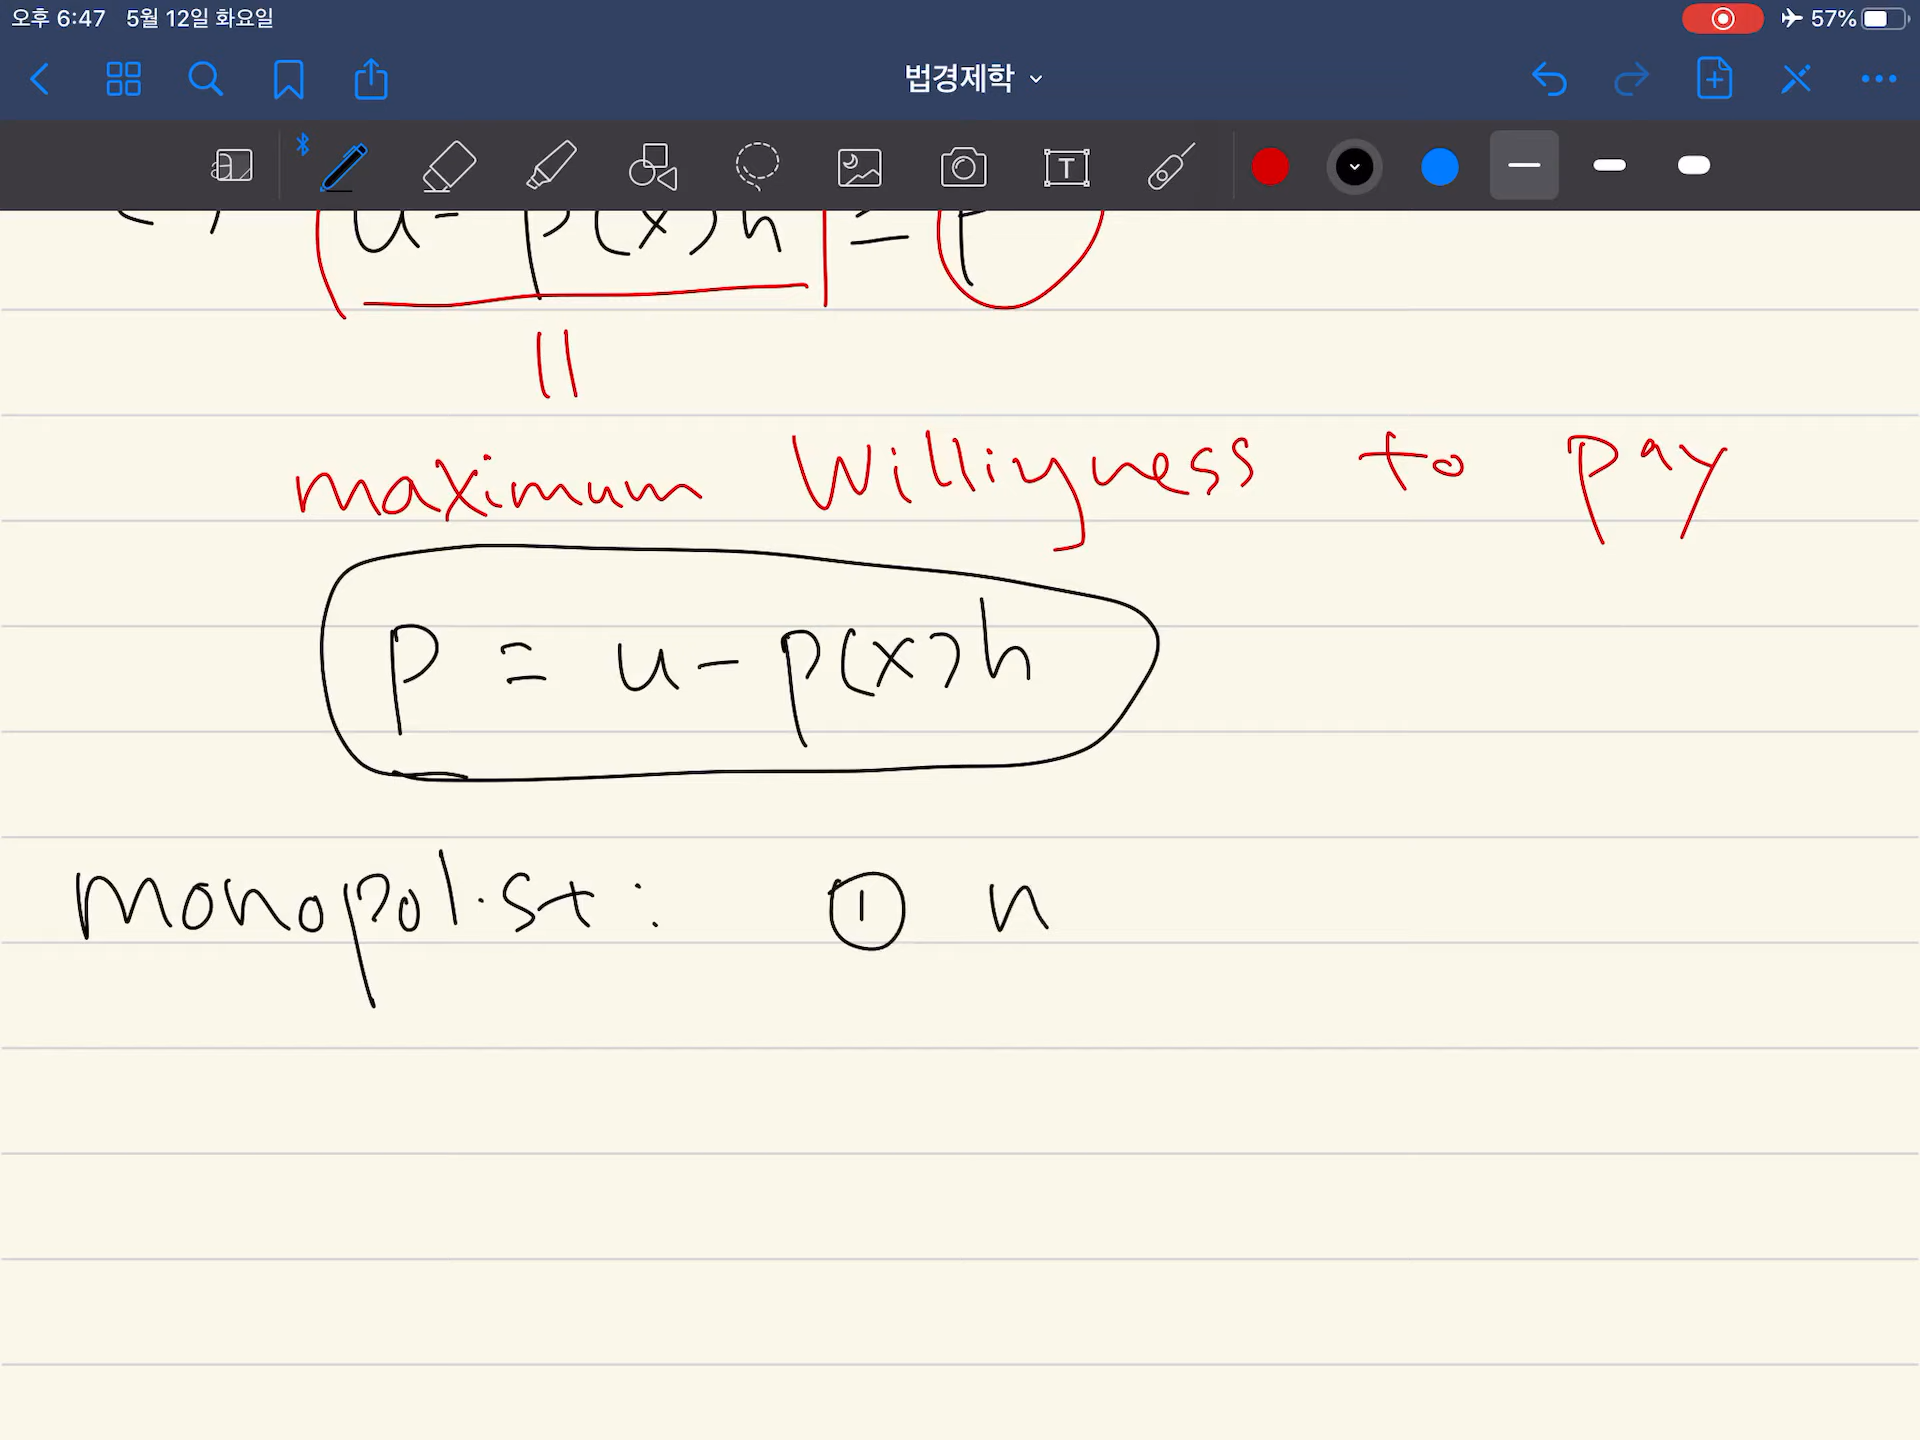 오후 6:47 5월 12일 화요일 57%
법경제학
u - p(x)h = p
||
maximum Willingness to pay
P = u - p(x)h
monopolist: ① n